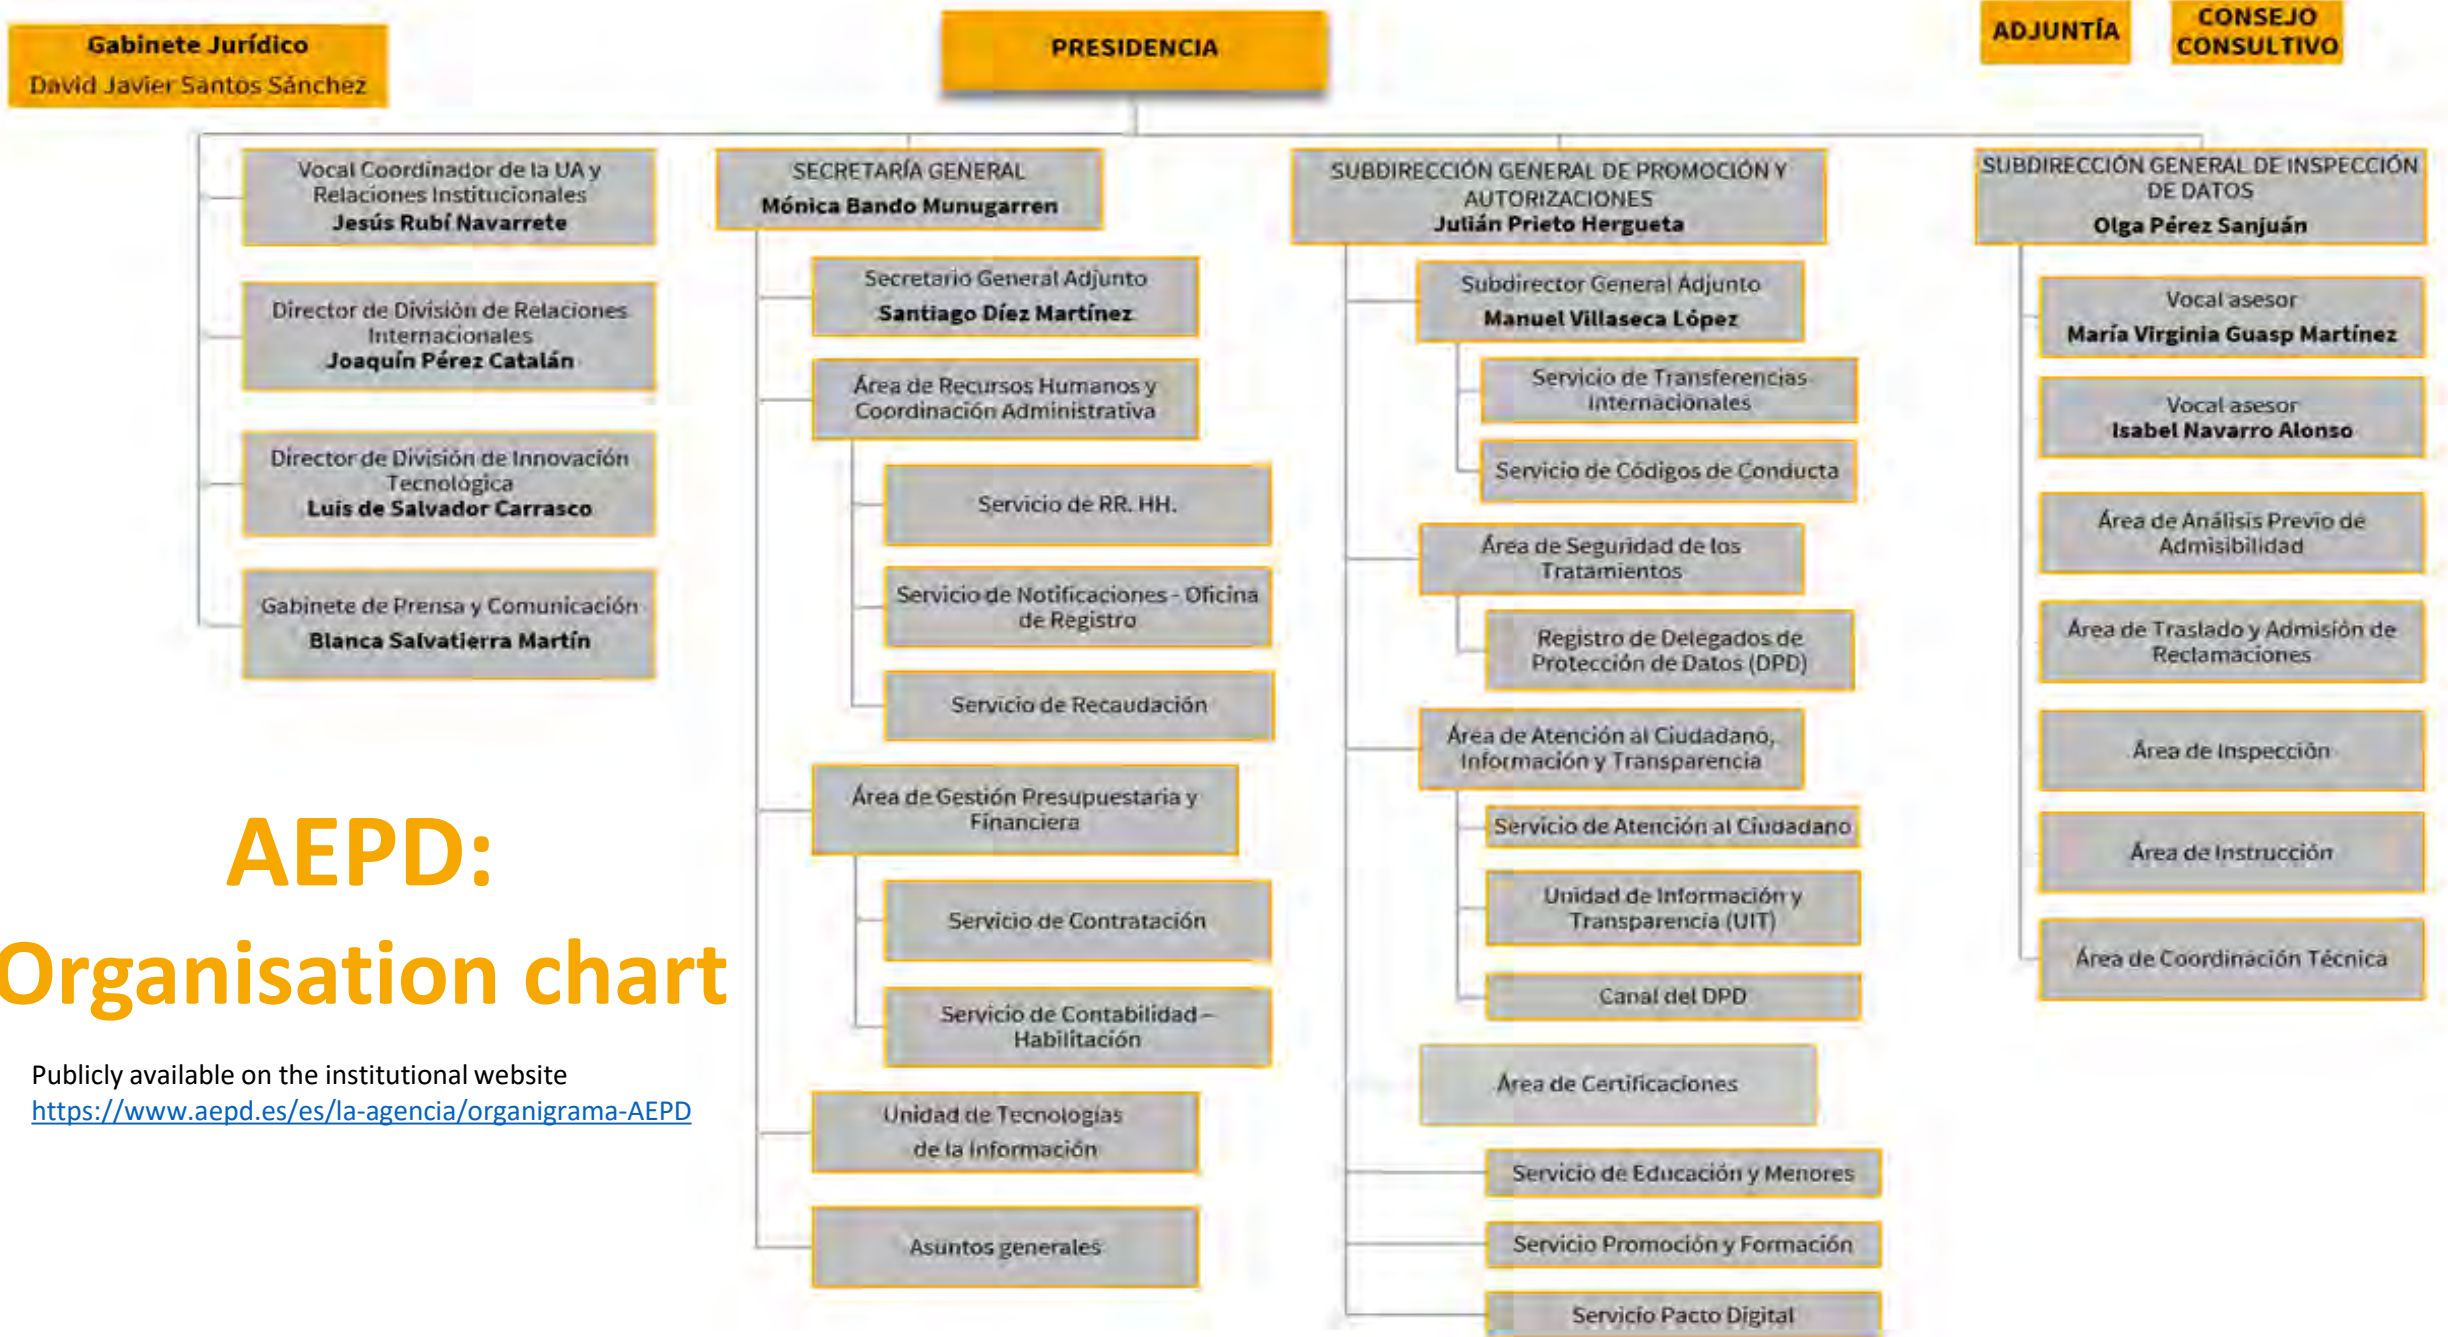 Gabinete Jurídico
David Javier Santos Sánchez
PRESIDENCIA
ADJUNTÍA
CONSEJO
CONSULTIVO
Vocal Coordinador de la UA y
Relaciones Institucionales
Jesús Rubí Navarrete
Director de División de Relaciones
Internacionales
Joaquín Pérez Catalán
Director de División de Innovación
Tecnológica
Luis de Salvador Carrasco
Gabinete de Prensa y Comunicación
Blanca Salvatierra Martín
SECRETARÍA GENERAL
Mónica Bando Munugarren
Secretario General Adjunto
Santiago Díez Martínez
Área de Recursos Humanos y
Coordinación Administrativa
Servicio de RR. HH.
Servicio de Notificaciones - Oficina
de Registro
Servicio de Recaudación
Área de Gestión Presupuestaria y
Financiera
Servicio de Contratación
Servicio de Contabilidad –
Habilitación
Unidad de Tecnologías
de la Información
Asuntos generales
SUBDIRECCIÓN GENERAL DE PROMOCIÓN Y
AUTORIZACIONES
Julián Prieto Hergueta
Subdirector General Adjunto
Manuel Villaseca López
Servicio de Transferencias
Internacionales
Servicio de Códigos de Conducta
Área de Seguridad de los
Tratamientos
Registro de Delegados de
Protección de Datos (DPD)
Área de Atención al Ciudadano,
Información y Transparencia
Servicio de Atención al Ciudadano
Unidad de Información y
Transparencia (UIT)
Canal del DPD
Área de Certificaciones
Servicio de Educación y Menores
Servicio Promoción y Formación
Servicio Pacto Digital
SUBDIRECCIÓN GENERAL DE INSPECCIÓN
DE DATOS
Olga Pérez Sanjuán
Vocal asesor
María Virginia Guasp Martínez
Vocal asesor
Isabel Navarro Alonso
Área de Análisis Previo de
Admisibilidad
Área de Traslado y Admisión de
Reclamaciones
Área de Inspección
Área de Instrucción
Área de Coordinación Técnica
AEPD:
Organisation chart
Publicly available on the institutional website
https://www.aepd.es/es/la-agencia/organigrama-AEPD